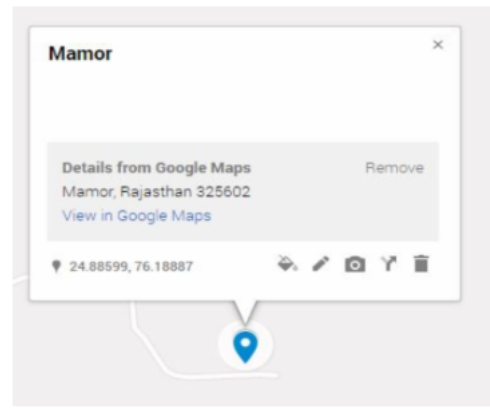 Mamor
×
Details from Google Maps Remove
Mamor, Rajasthan 325602
View in Google Maps
24.88599, 76.18887